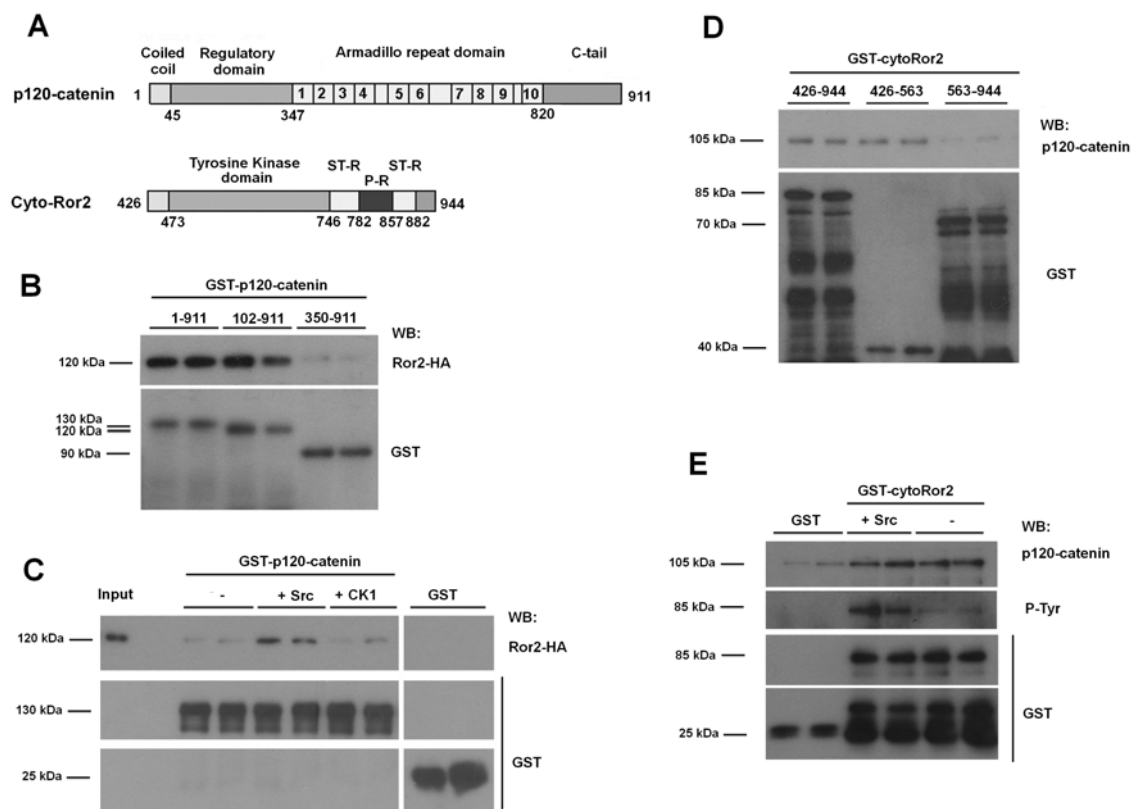 A
Coiled coil
Regulatory domain
Armadillo repeat domain
C-tail
p120-catenin 1 1 2 3 4 5 6 7 8 9 10 911
45 347 820
Tyrosine Kinase domain
ST-R P-R ST-R
Cyto-Ror2 426 944
473 746 782 857 882
B
GST-p120-catenin
1-911 102-911 350-911
WB:
120 kDa Ror2-HA
130 kDa
120 kDa
90 kDa GST
C
GST-p120-catenin
Input - + Src + CK1 GST
WB:
120 kDa Ror2-HA
130 kDa
GST
25 kDa
D
GST-cytoRor2
426-944 426-563 563-944
WB:
105 kDa p120-catenin
85 kDa
70 kDa
GST
40 kDa
E
GST-cytoRor2
GST + Src -
WB:
p120-catenin
105 kDa
85 kDa P-Tyr
85 kDa
GST
25 kDa